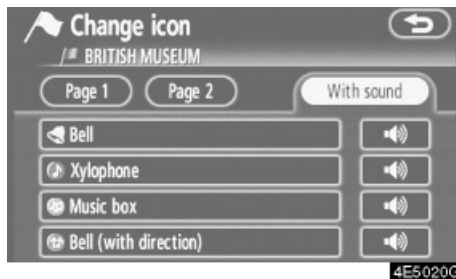 Change icon
BRITISH MUSEUM
Page 1 Page 2 With sound
Bell
Xylophone
Music box
Bell (with direction)
4E5020G